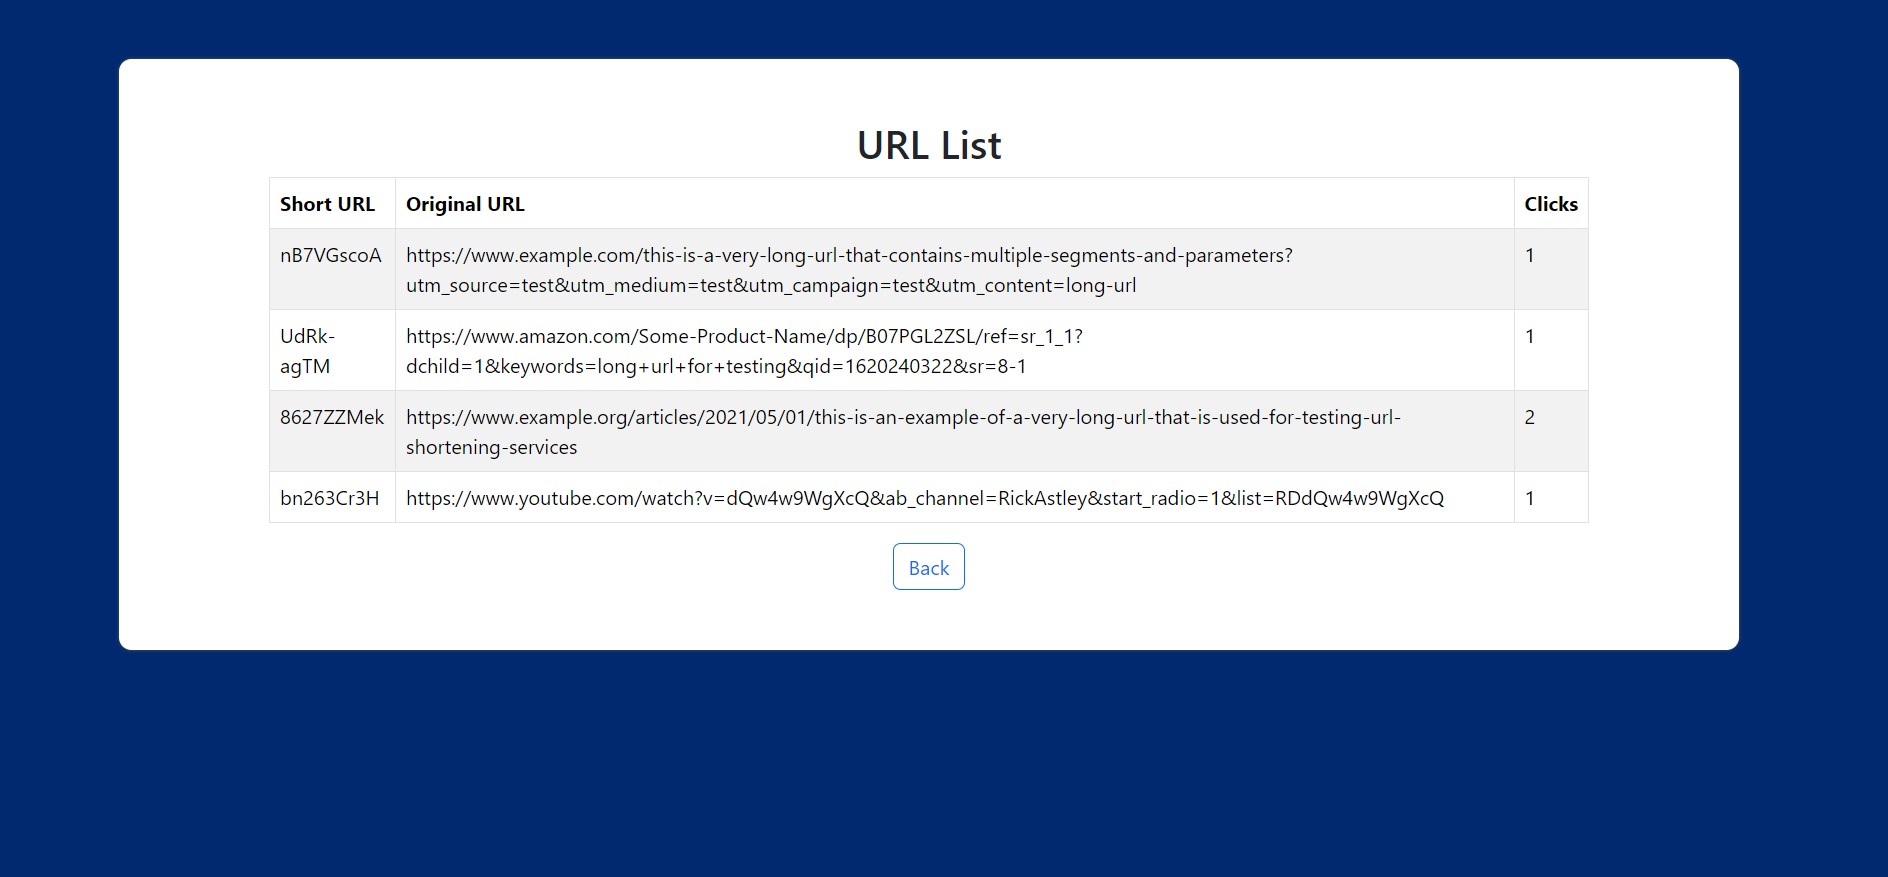 URL List
Short URL Original URL Clicks
nB7VGscoA https://www.example.com/this-is-a-very-long-url-that-contains-multiple-segments-and-parameters? 1
utm_source=test&utm_medium=test&utm_campaign=test&utm_content=long-url
UdRk- https://www.amazon.com/Some-Product-Name/dp/B07PGL2ZSL/ref=sr_1_1? 1
agTM dchild=1&keywords=long+url+for+testing&qid=1620240322&sr=8-1
8627ZZMek https://www.example.org/articles/2021/05/01/this-is-an-example-of-a-very-long-url-that-is-used-for-testing-url- 2
shortening-services
bn263Cr3H https://www.youtube.com/watch?v=dQw4w9WgXcQ&ab_channel=RickAstley&start_radio=1&list=RDdQw4w9WgXcQ 1
Back